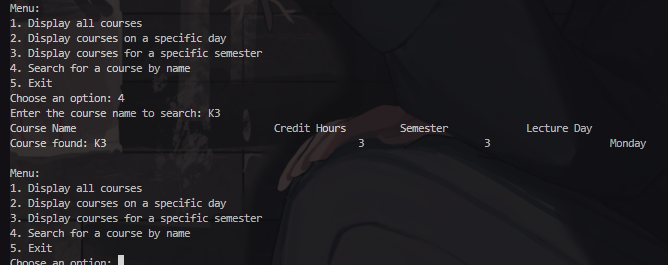 Menu:
1. Display all courses
2. Display courses on a specific day
3. Display courses for a specific semester
4. Search for a course by name
5. Exit
Choose an option: 4
Enter the course name to search: K3
Course Name Credit Hours Semester Lecture Day
Course found: K3 3 3 Monday
Menu:
1. Display all courses
2. Display courses on a specific day
3. Display courses for a specific semester
4. Search for a course by name
5. Exit
Choose an option: